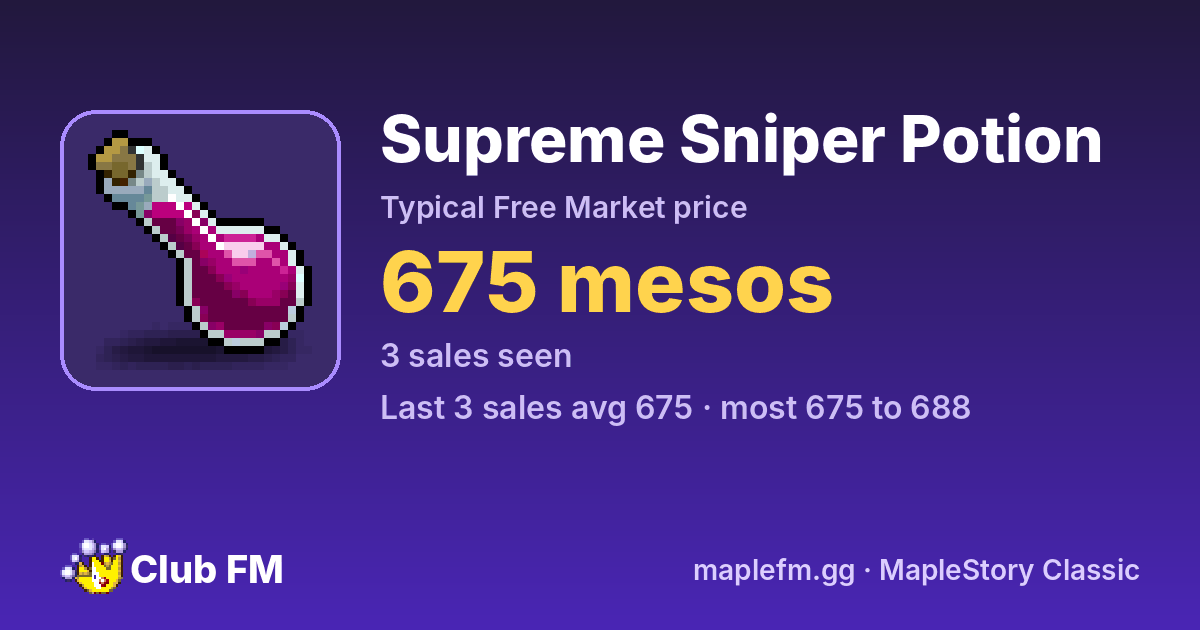 Supreme Sniper Potion
Typical Free Market price
675 mesos
3 sales seen
Last 3 sales avg 675 · most 675 to 688
Club FM
maplefm.gg · MapleStory Classic